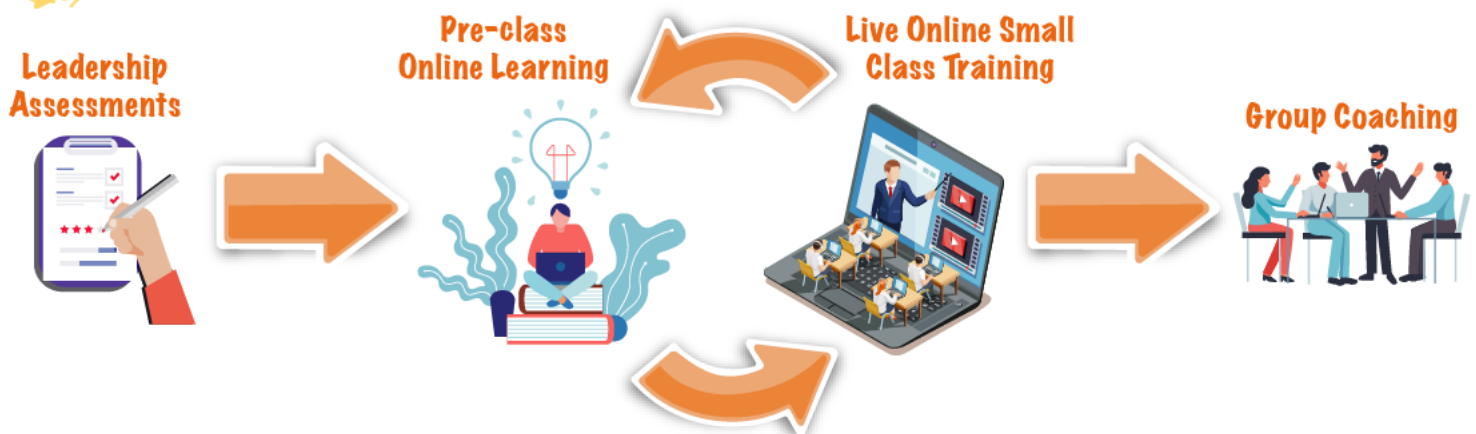 Leadership
Assessments
Pre-class
Online Learning
Live Online Small
Class Training
Group Coaching